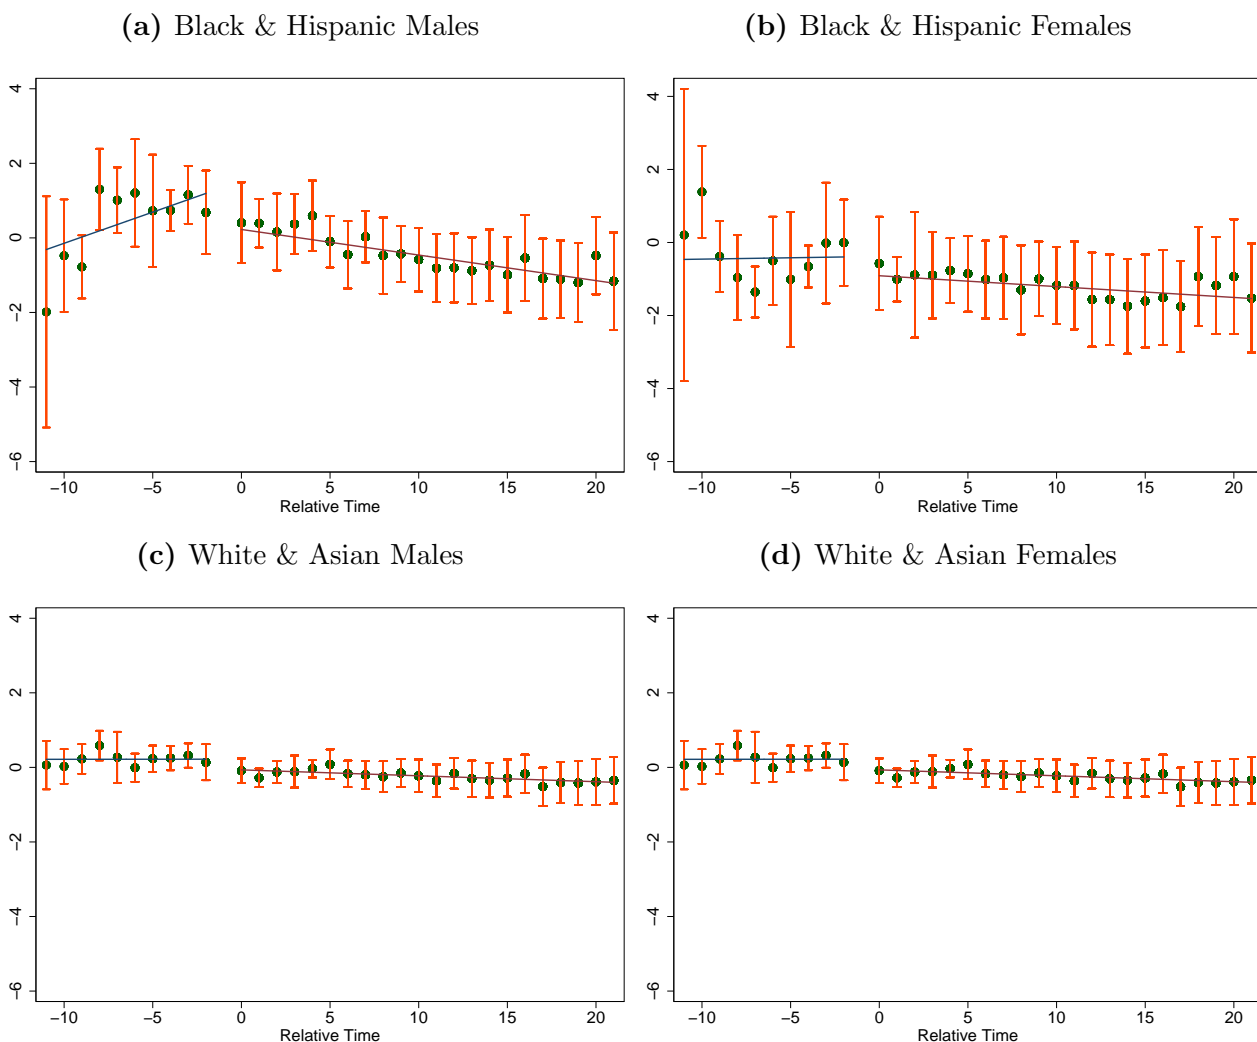 (a) Black & Hispanic Males
(b) Black & Hispanic Females
4
2
0
−2
−4
−6
−10 −5 0 5 10 15 20
Relative Time
4
2
0
−2
−4
−6
−10 −5 0 5 10 15 20
Relative Time
(c) White & Asian Males
(d) White & Asian Females
4
2
0
−2
−4
−6
−10 −5 0 5 10 15 20
Relative Time
4
2
0
−2
−4
−6
−10 −5 0 5 10 15 20
Relative Time